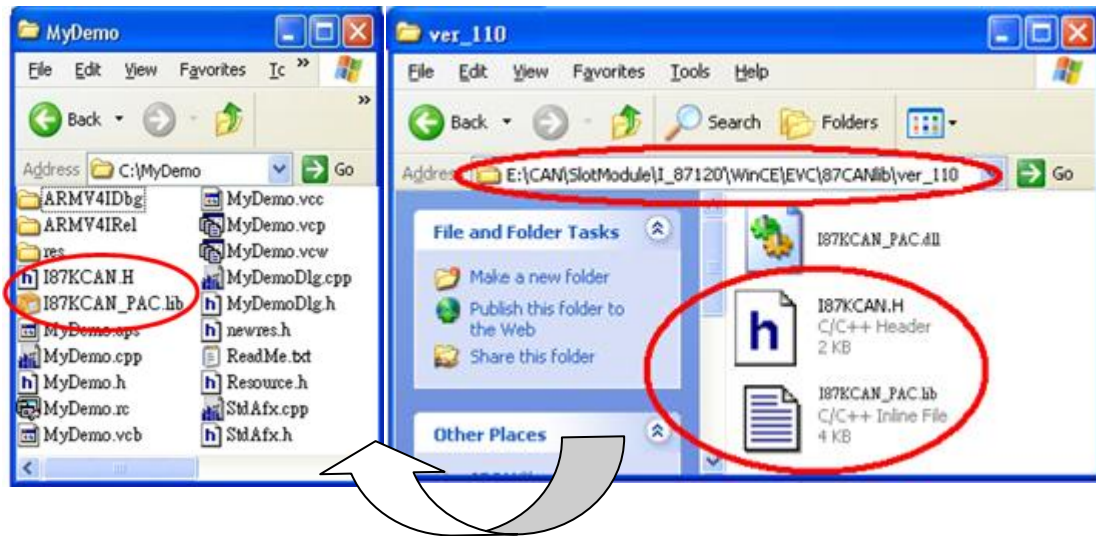 MyDemo
File Edit View Favorites Tc »
Back
»
Address C:\MyDemo Go
ARMV4IDbg
ARMV4IRel
res
I87KCAN.H
I87KCAN_PAC.lib
MyDemo.aps
MyDemo.cpp
MyDemo.h
MyDemo.rc
MyDemo.vcb
MyDemo.vcc
MyDemo.vcp
MyDemo.vcw
MyDemoDlg.cpp
MyDemoDlg.h
newres.h
ReadMe.txt
Resource.h
StdAfx.cpp
StdAfx.h
ver_110
File Edit View Favorites Tools Help
Back Search Folders
Addres E:\CAN\SlotModule\I_87120\WinCE\EVC\87CANlib\ver_110 Go
File and Folder Tasks
Make a new folder
Publish this folder to
the Web
Share this folder
Other Places
I87KCAN_PAC.dll
h
I87KCAN.H
C/C++ Header
2 KB
I87KCAN_PAC.lib
C/C++ Inline File
4 KB